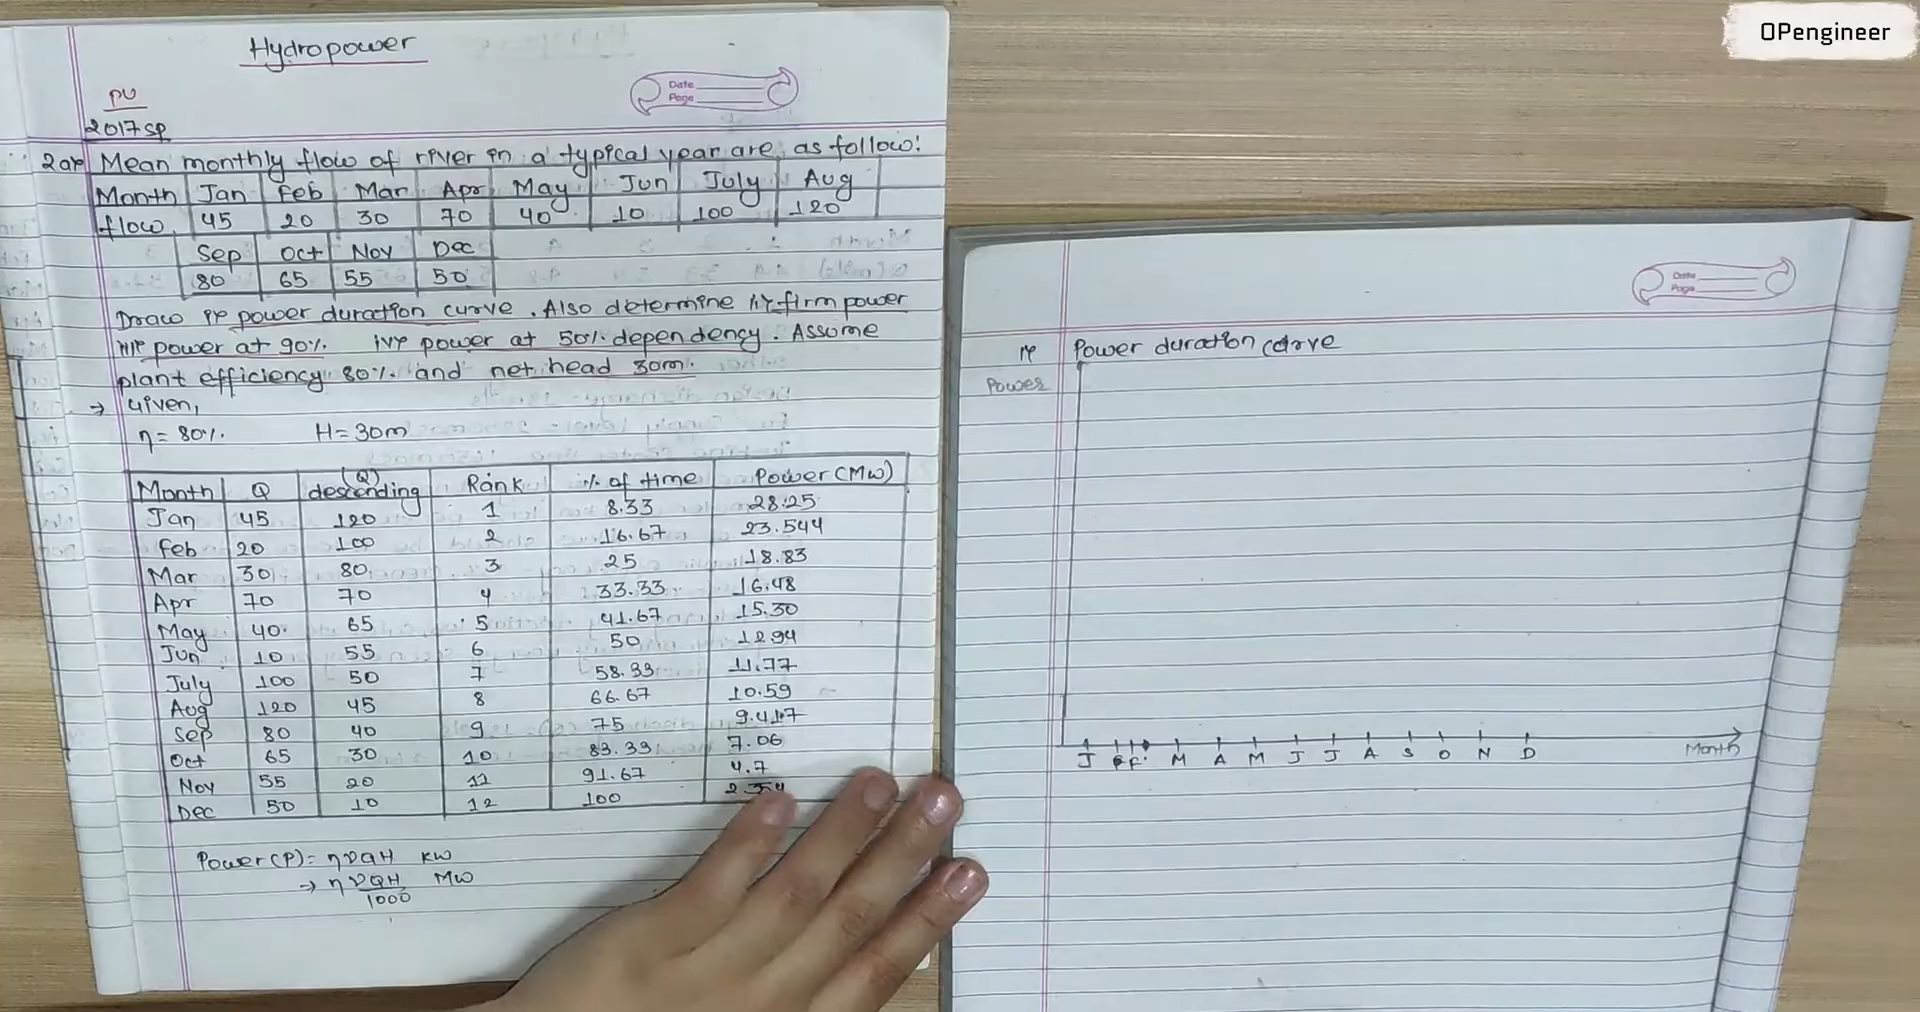 OPengineer
Hydropower
Date
Page
PU
2017 sp
2a) Mean monthly flow of river in a typical year are, as follow:
Month Jan Feb Mar Apr May Jun July Aug
flow 45 20 30 70 40 10 100 120
Sep Oct Nov Dec
80 65 55 50
Draw i) power duration curve. Also determine ii) firm power
iii) power at 90% iv) power at 50% dependency. Assume
plant efficiency 80% and net head 30m.
→ Given,
η = 80% H = 30m
Month Q (Q) descending Rank % of time Power (Mw)
Jan 45 120 1 8.33 28.25
Feb 20 100 2 16.67 23.544
Mar 30 80 3 25 18.83
Apr 70 70 4 33.33 16.48
May 40 65 5 41.67 15.30
Jun 10 55 6 50 12.94
July 100 50 7 58.33 11.77
Aug 120 45 8 66.67 10.59
Sep 80 40 9 75 9.417
Oct 65 30 10 83.33 7.06
Nov 55 20 11 91.67 4.7
Dec 50 10 12 100
Power (P) = ηγQH KW
→ ηγQH MW
1000
Date
Page
i) Power duration curve
Power
J F M A M J J A S O N D Month